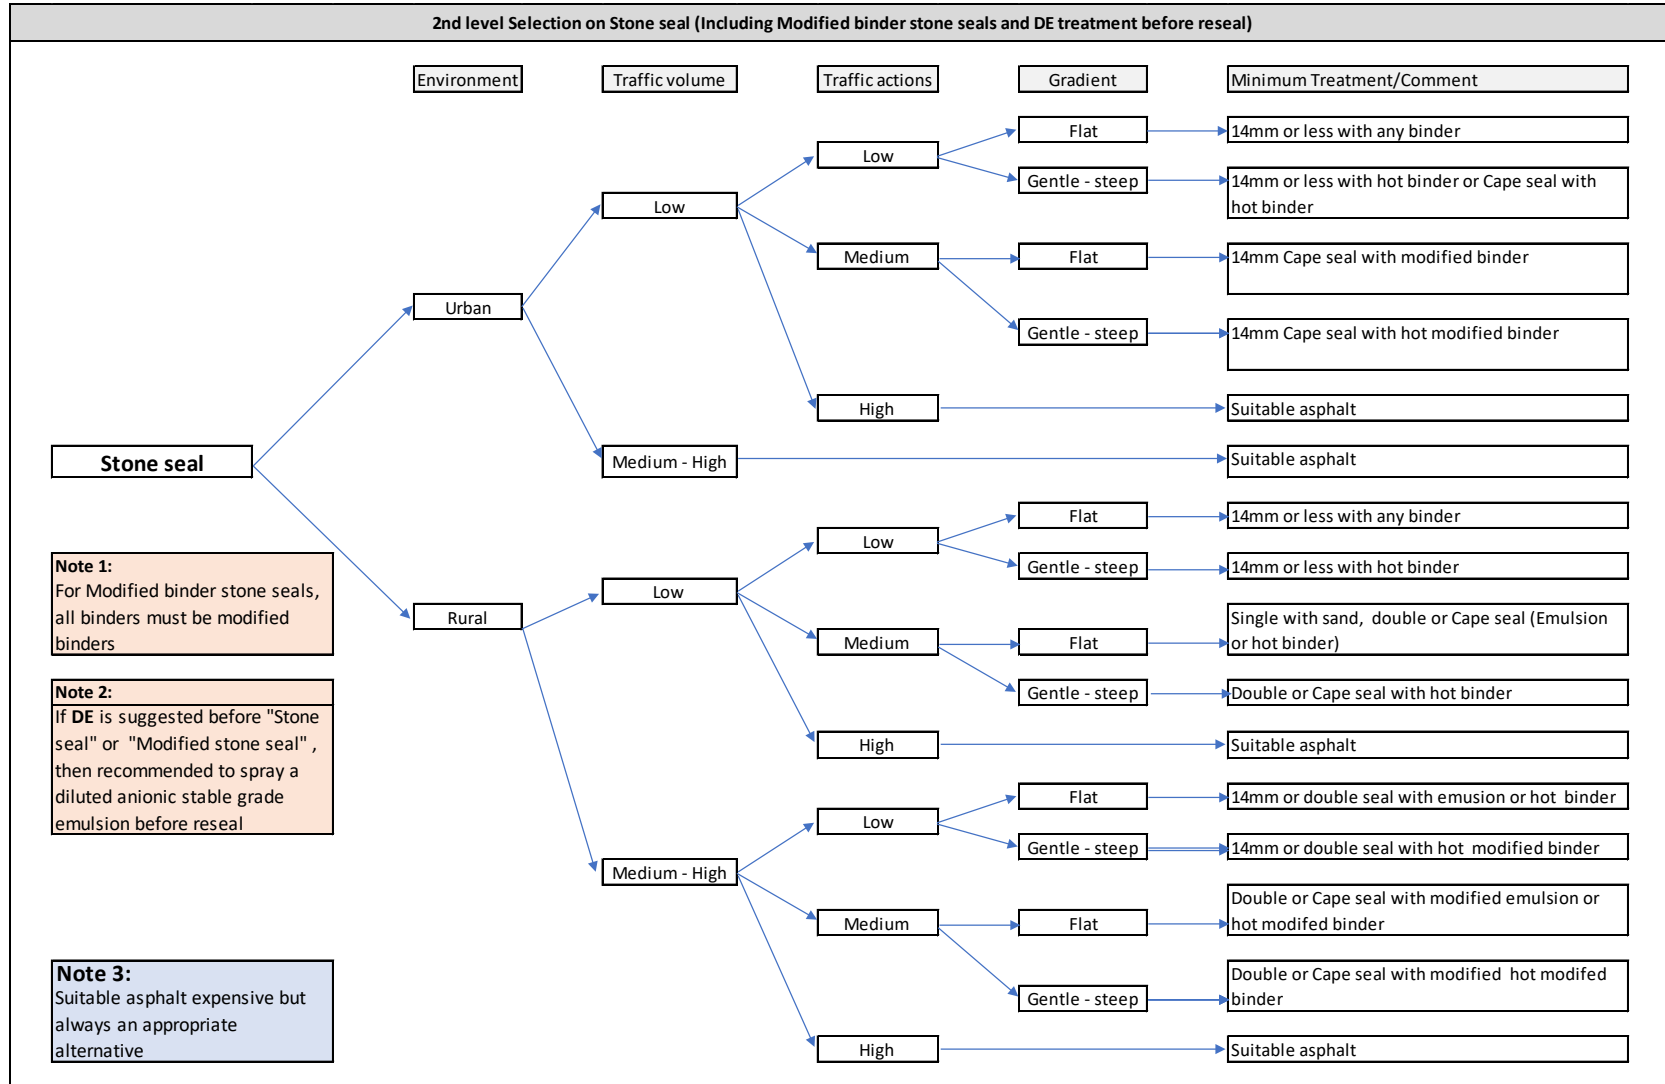 2nd level Selection on Stone seal (Including Modified binder stone seals and DE treatment before reseal)
Environment
Traffic volume
Traffic actions
Gradient
Minimum Treatment/Comment
Flat
14mm or less with any binder
Low
Gentle - steep
14mm or less with hot binder or Cape seal with
hot binder
Low
Medium
Flat
14mm Cape seal with modified binder
Urban
Gentle - steep
14mm Cape seal with hot modified binder
High
Suitable asphalt
Stone seal
Medium - High
Suitable asphalt
Flat
14mm or less with any binder
Low
Gentle - steep
14mm or less with hot binder
Note 1:
For Modified binder stone seals,
all binders must be modified
binders
Low
Rural
Single with sand, double or Cape seal (Emulsion
or hot binder)
Medium
Flat
Gentle - steep
Double or Cape seal with hot binder
Note 2:
If DE is suggested before "Stone
seal" or "Modified stone seal" ,
then recommended to spray a
diluted anionic stable grade
emulsion before reseal
High
Suitable asphalt
Flat
14mm or double seal with emusion or hot binder
Low
Gentle - steep
14mm or double seal with hot modified binder
Medium - High
Double or Cape seal with modified emulsion or
hot modifed binder
Medium
Flat
Note 3:
Suitable asphalt expensive but
always an appropriate
alternative
Double or Cape seal with modified hot modifed
binder
Gentle - steep
High
Suitable asphalt